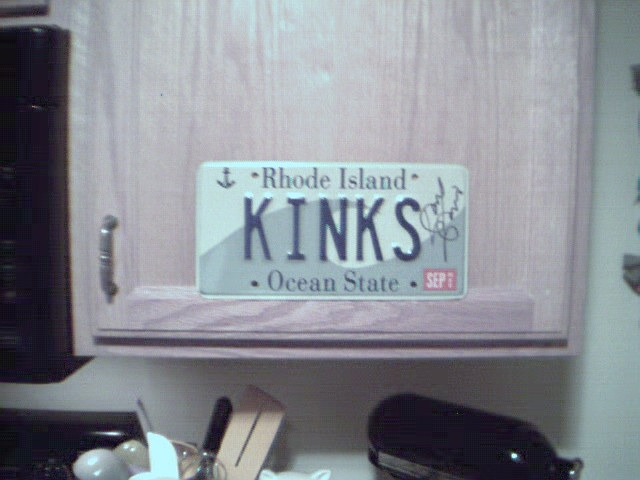 Rhode Island
KINKS
Ocean State
SEP